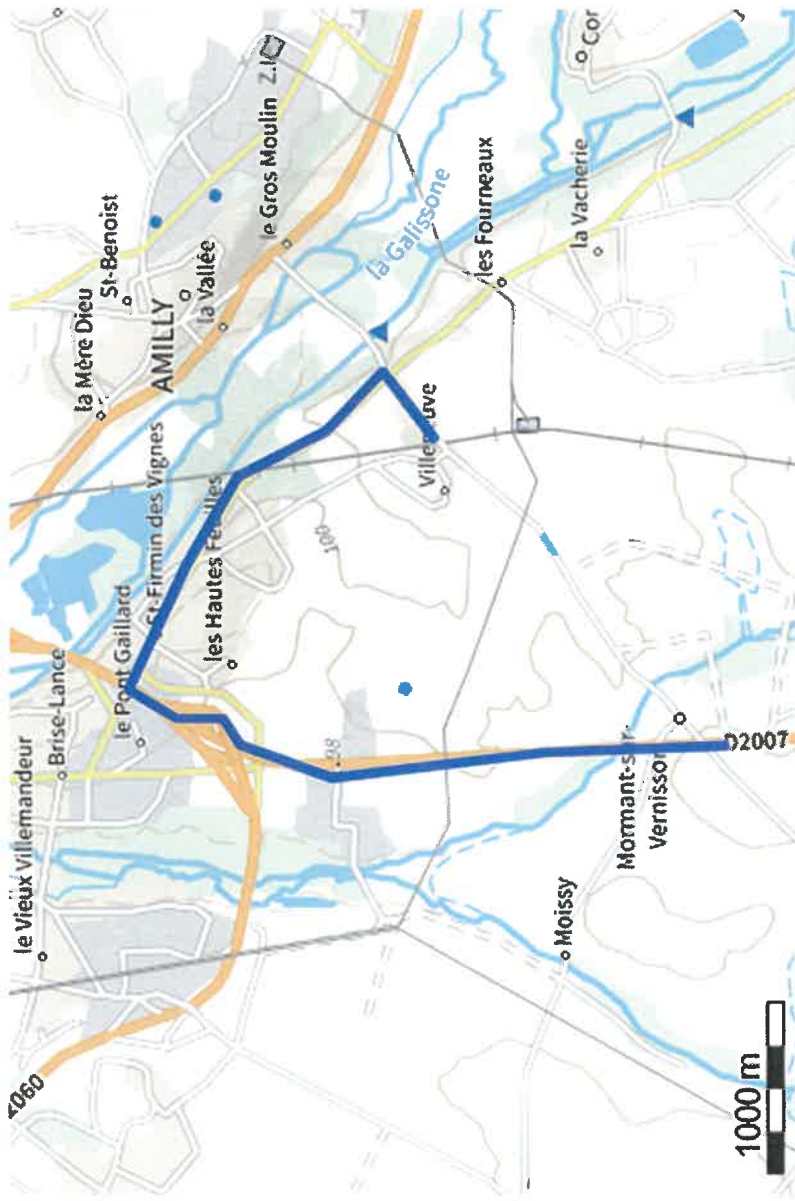 2060
le Vieux Villemandeur
Brise-Lance
le Pont Gaillard
St-Firmin des Vignes
la Mère Dieu
St-Benoist
AMILLY
la Vallée
le Gros Moulin
Z.I
les Hautes Feuilles
100
98
la Galissone
les Fourneaux
la Vacherie
Cor
Villeneuve
Moissy
Mormant-sur-
Vernisson
D2007
1000 m